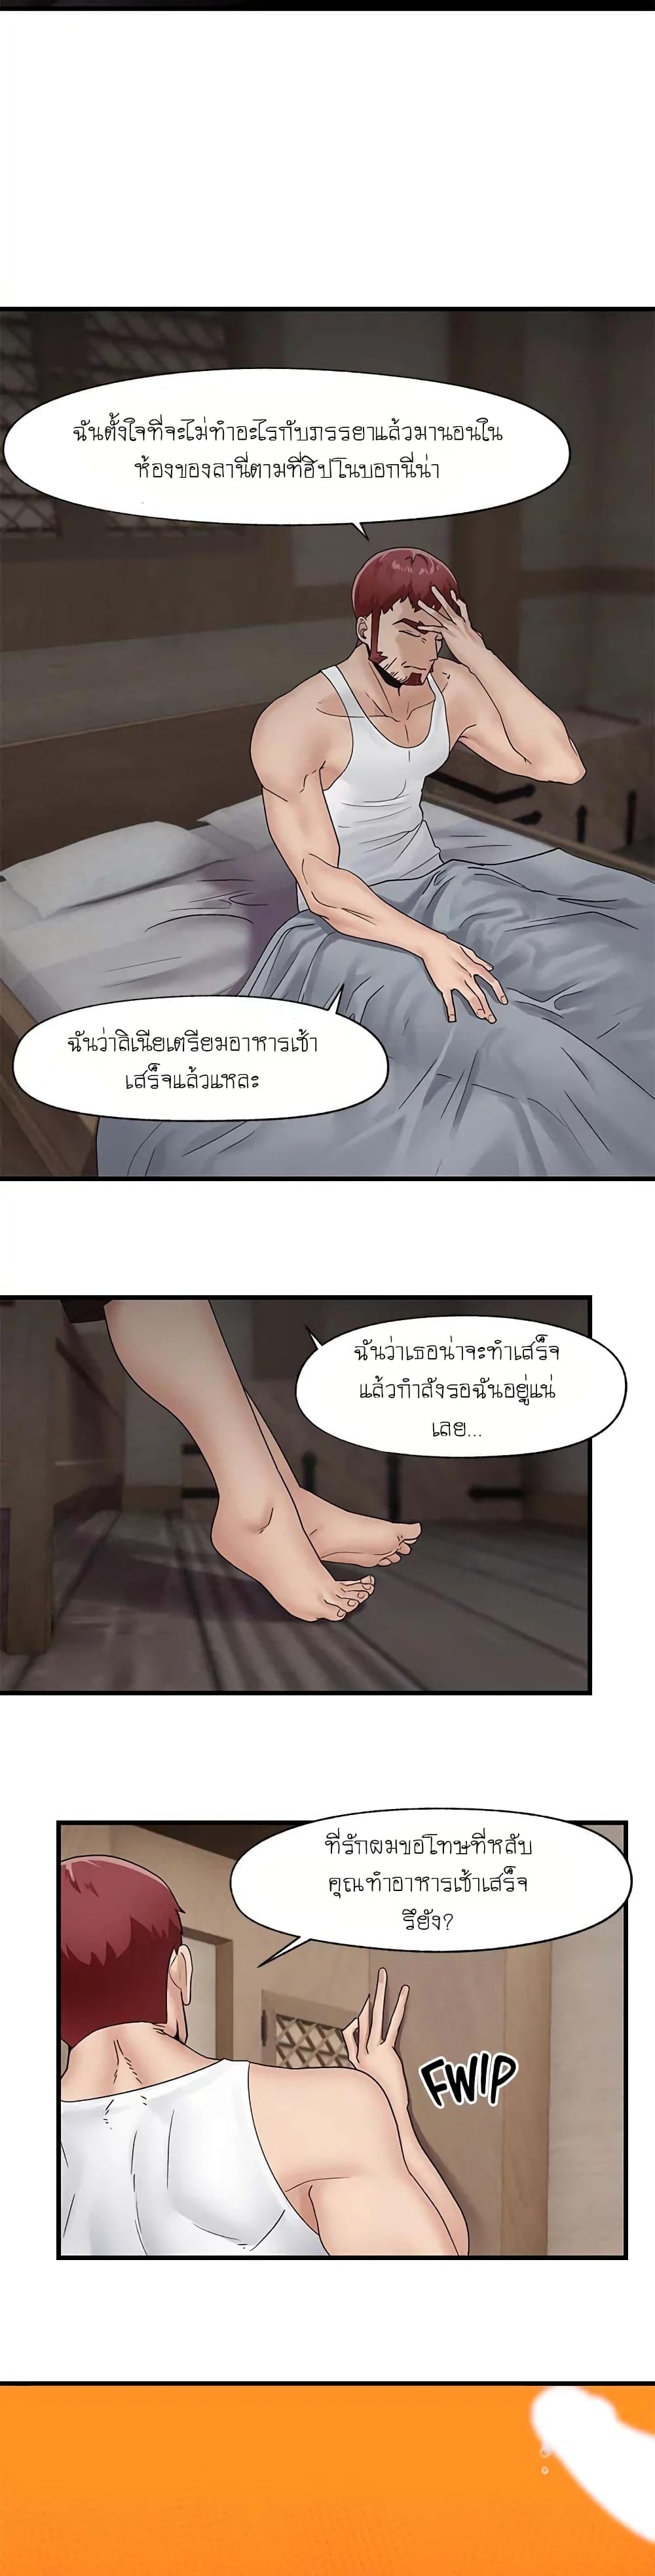 ฉันตั้งใจที่จะไม่ทำอะไรกับภรรยาแล้วมานอนใน
ห้องของลานี่ตามที่ฮิปโนบอกนี่น่า
ฉันว่าลิเนียเตรียมอาหารเช้า
เสร็จแล้วแหละ
ฉันว่าเธอน่าจะทำเสร็จ
แล้วกำลังรอฉันอยู่แน่
เลย...
ที่รักผมขอโทษที่หลับ
คุณทำอาหารเช้าเสร็จ
รึยัง?
FWIP